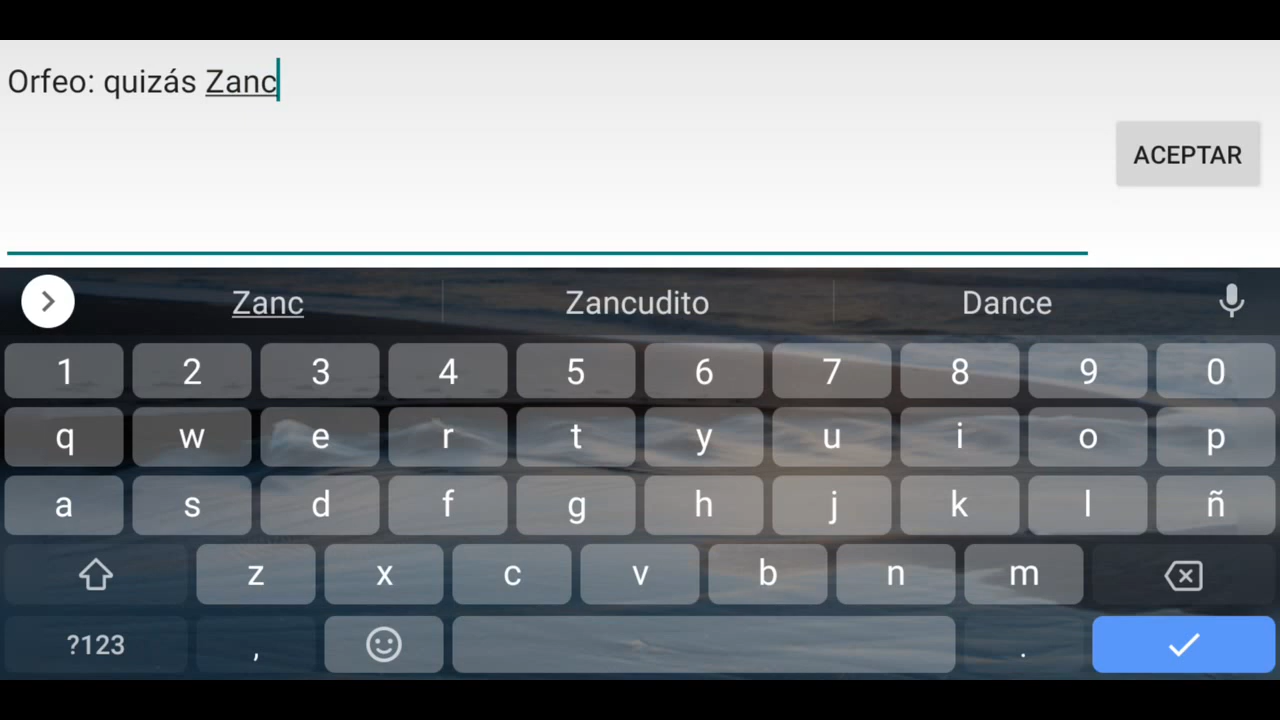 Orfeo: quizás Zanc
ACEPTAR
Zanc Zancudito Dance
1 2 3 4 5 6 7 8 9 0
q w e r t y u i o p
a s d f g h j k l ñ
z x c v b n m
?123 , .